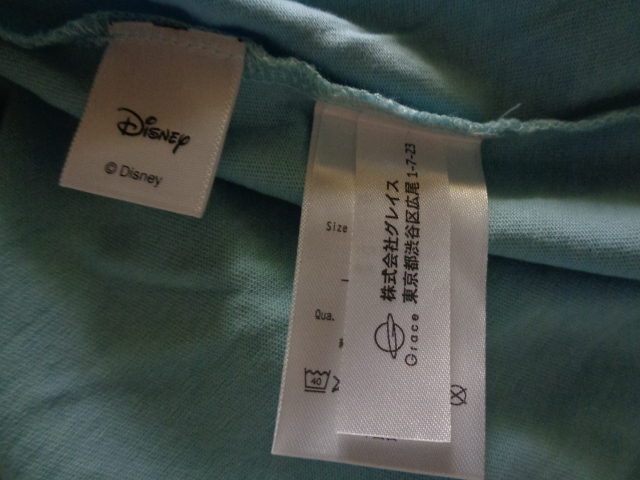 Disney
© Disney
Size
Qua.
40
株式会社グレイス
東京都渋谷区広尾1-7-23
Grace